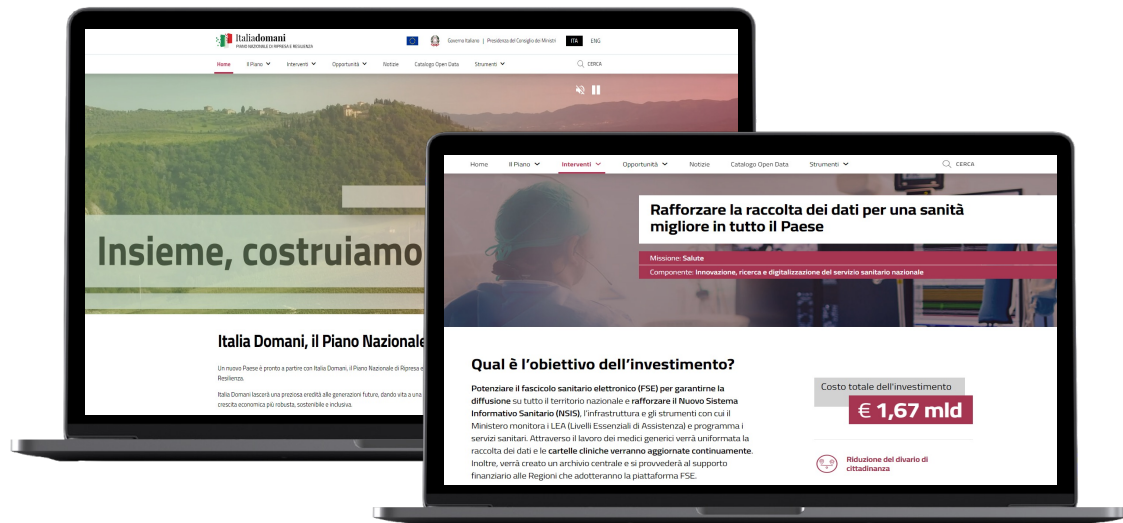 Italiadomani
PIANO NAZIONALE DI RIPRESA E RESILIENZA
Governo Italiano | Presidenza del Consiglio dei Ministri
ITA ENG
Home Il Piano Interventi Opportunità Notizie Catalogo Open Data Strumenti CERCA
Insieme, costruiamo
Italia Domani, il Piano Nazionale
Un nuovo Paese è pronto a partire con Italia Domani, il Piano Nazionale di Ripresa e
Resilienza.
Italia Domani lascerà una preziosa eredità alle generazioni future, dando vita a una
crescita economica più robusta, sostenibile e inclusiva.
Home Il Piano Interventi Opportunità Notizie Catalogo Open Data Strumenti CERCA
Rafforzare la raccolta dei dati per una sanità
migliore in tutto il Paese
Missione: Salute
Componente: Innovazione, ricerca e digitalizzazione del servizio sanitario nazionale
Qual è l’obiettivo dell’investimento?
Potenziare il fascicolo sanitario elettronico (FSE) per garantirne la
diffusione su tutto il territorio nazionale e rafforzare il Nuovo Sistema
Informativo Sanitario (NSIS), l’infrastruttura e gli strumenti con cui il
Ministero monitora i LEA (Livelli Essenziali di Assistenza) e programma i
servizi sanitari. Attraverso il lavoro dei medici generici verrà uniformata la
raccolta dei dati e le cartelle cliniche verranno aggiornate continuamente.
Inoltre, verrà creato un archivio centrale e si provvederà al supporto
finanziario alle Regioni che adotteranno la piattaforma FSE.
Costo totale dell'investimento
€ 1,67 mld
Riduzione del divario di
cittadinanza